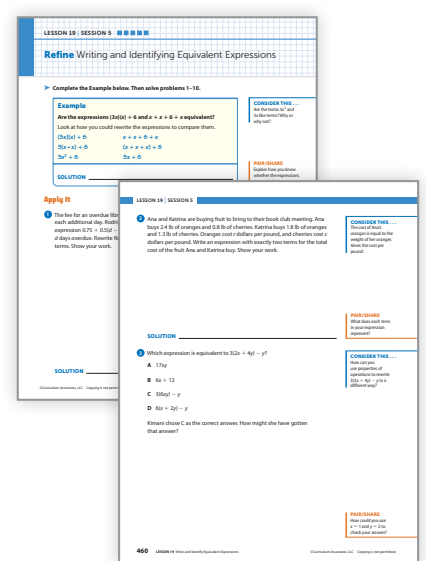 LESSON 19 | SESSION 5
Refine Writing and Identifying Equivalent Expressions
➤ Complete the Example below. Then solve problems 1–10.
Example
Are the expressions (3x)(x) + 6 and x + x + 6 + x equivalent?
Look at how you could rewrite the expressions to compare them.
(3x)(x) + 6 x + x + 6 + x
3(x • x) + 6 (x + x + x) + 6
3x² + 6 3x + 6
SOLUTION
CONSIDER THIS . . .
Are the terms 3x² and
3x like terms? Why or
why not?
PAIR/SHARE
Explain how you know
whether the expressions
Apply It
1 The fee for an overdue libr
each additional day. Rodri
expression 0.75 + 0.5(d −
d days overdue. Rewrite Ro
terms. Show your work.
SOLUTION
©Curriculum Associates, LLC Copying is not perm
LESSON 19 | SESSION 5
2 Ana and Katrina are buying fruit to bring to their book club meeting. Ana
buys 2.4 lb of oranges and 0.8 lb of cherries. Katrina buys 1.8 lb of oranges
and 1.3 lb of cherries. Oranges cost r dollars per pound, and cherries cost c
dollars per pound. Write an expression with exactly two terms for the total
cost of the fruit Ana and Katrina buy. Show your work.
CONSIDER THIS . . .
The cost of Ana's
oranges is equal to the
weight of her oranges
times the cost per
pound.
PAIR/SHARE
What does each term
in your expression
represent?
SOLUTION
3 Which expression is equivalent to 3(2x + 4y) − y?
A 17xy
B 6x + 12
C 3(6xy) − y
D 6(x + 2y) − y
Kimani chose C as the correct answer. How might she have gotten
that answer?
CONSIDER THIS . . .
How can you
use properties of
operations to rewrite
3(2x + 4y) − y in a
different way?
PAIR/SHARE
How could you use
x = 1 and y = 2 to
check your answer?
460 LESSON 19 Write and Identify Equivalent Expressions
©Curriculum Associates, LLC Copying is not permitted.